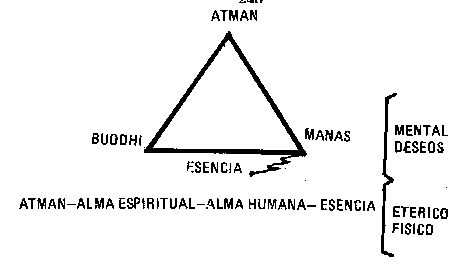 ATMAN
BUDDHI
MANAS
ESENCIA
MENTAL
DESEOS
ATMAN—ALMA ESPIRITUAL—ALMA HUMANA—ESENCIA
ETERICO
FISICO